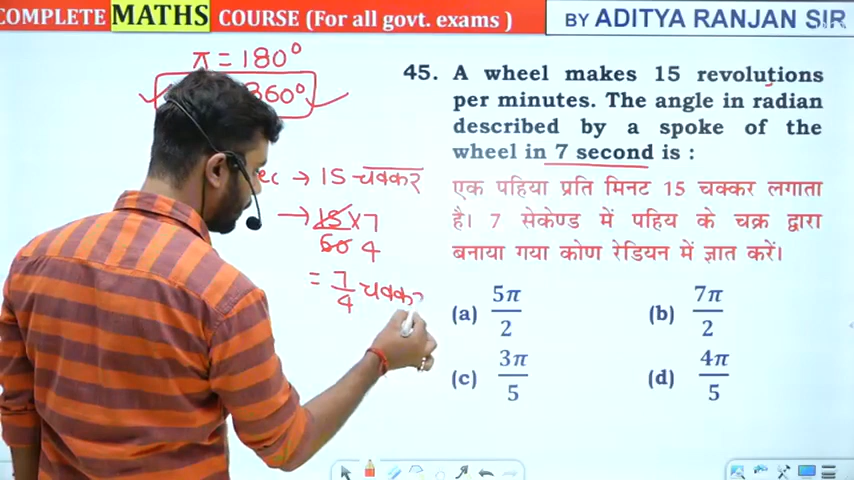 COMPLETE MATHS COURSE (For all govt. exams)
BY ADITYA RANJAN SIR
π = 180°
360°
ec → 15 चक्कर
→ 15 × 7
60 4
= 7/4 चक्क
45. A wheel makes 15 revolutions
per minutes. The angle in radian
described by a spoke of the
wheel in 7 second is :
एक पहिया प्रति मिनट 15 चक्कर लगाता
है। 7 सेकेण्ड में पहिय के चक्र द्वारा
बनाया गया कोण रेडियन में ज्ञात करें।
(a) 5π/2 (b) 7π/2
(c) 3π/5 (d) 4π/5